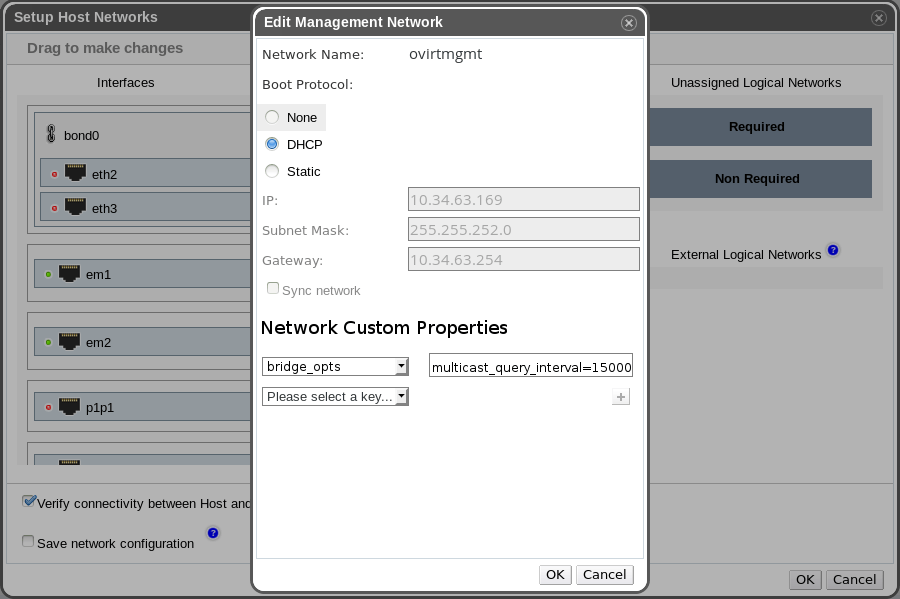 Setup Host Networks
Drag to make changes
Interfaces
bond0
eth2
eth3
em1
em2
p1p1
Verify connectivity between Host and
Save network configuration
?
Edit Management Network
Network Name: ovirtmgmt
Boot Protocol:
None
DHCP
Static
IP: 10.34.63.169
Subnet Mask: 255.255.252.0
Gateway: 10.34.63.254
Sync network
Network Custom Properties
bridge_opts multicast_query_interval=15000
Please select a key... +
OK Cancel
Unassigned Logical Networks
Required
Non Required
External Logical Networks ?
OK Cancel